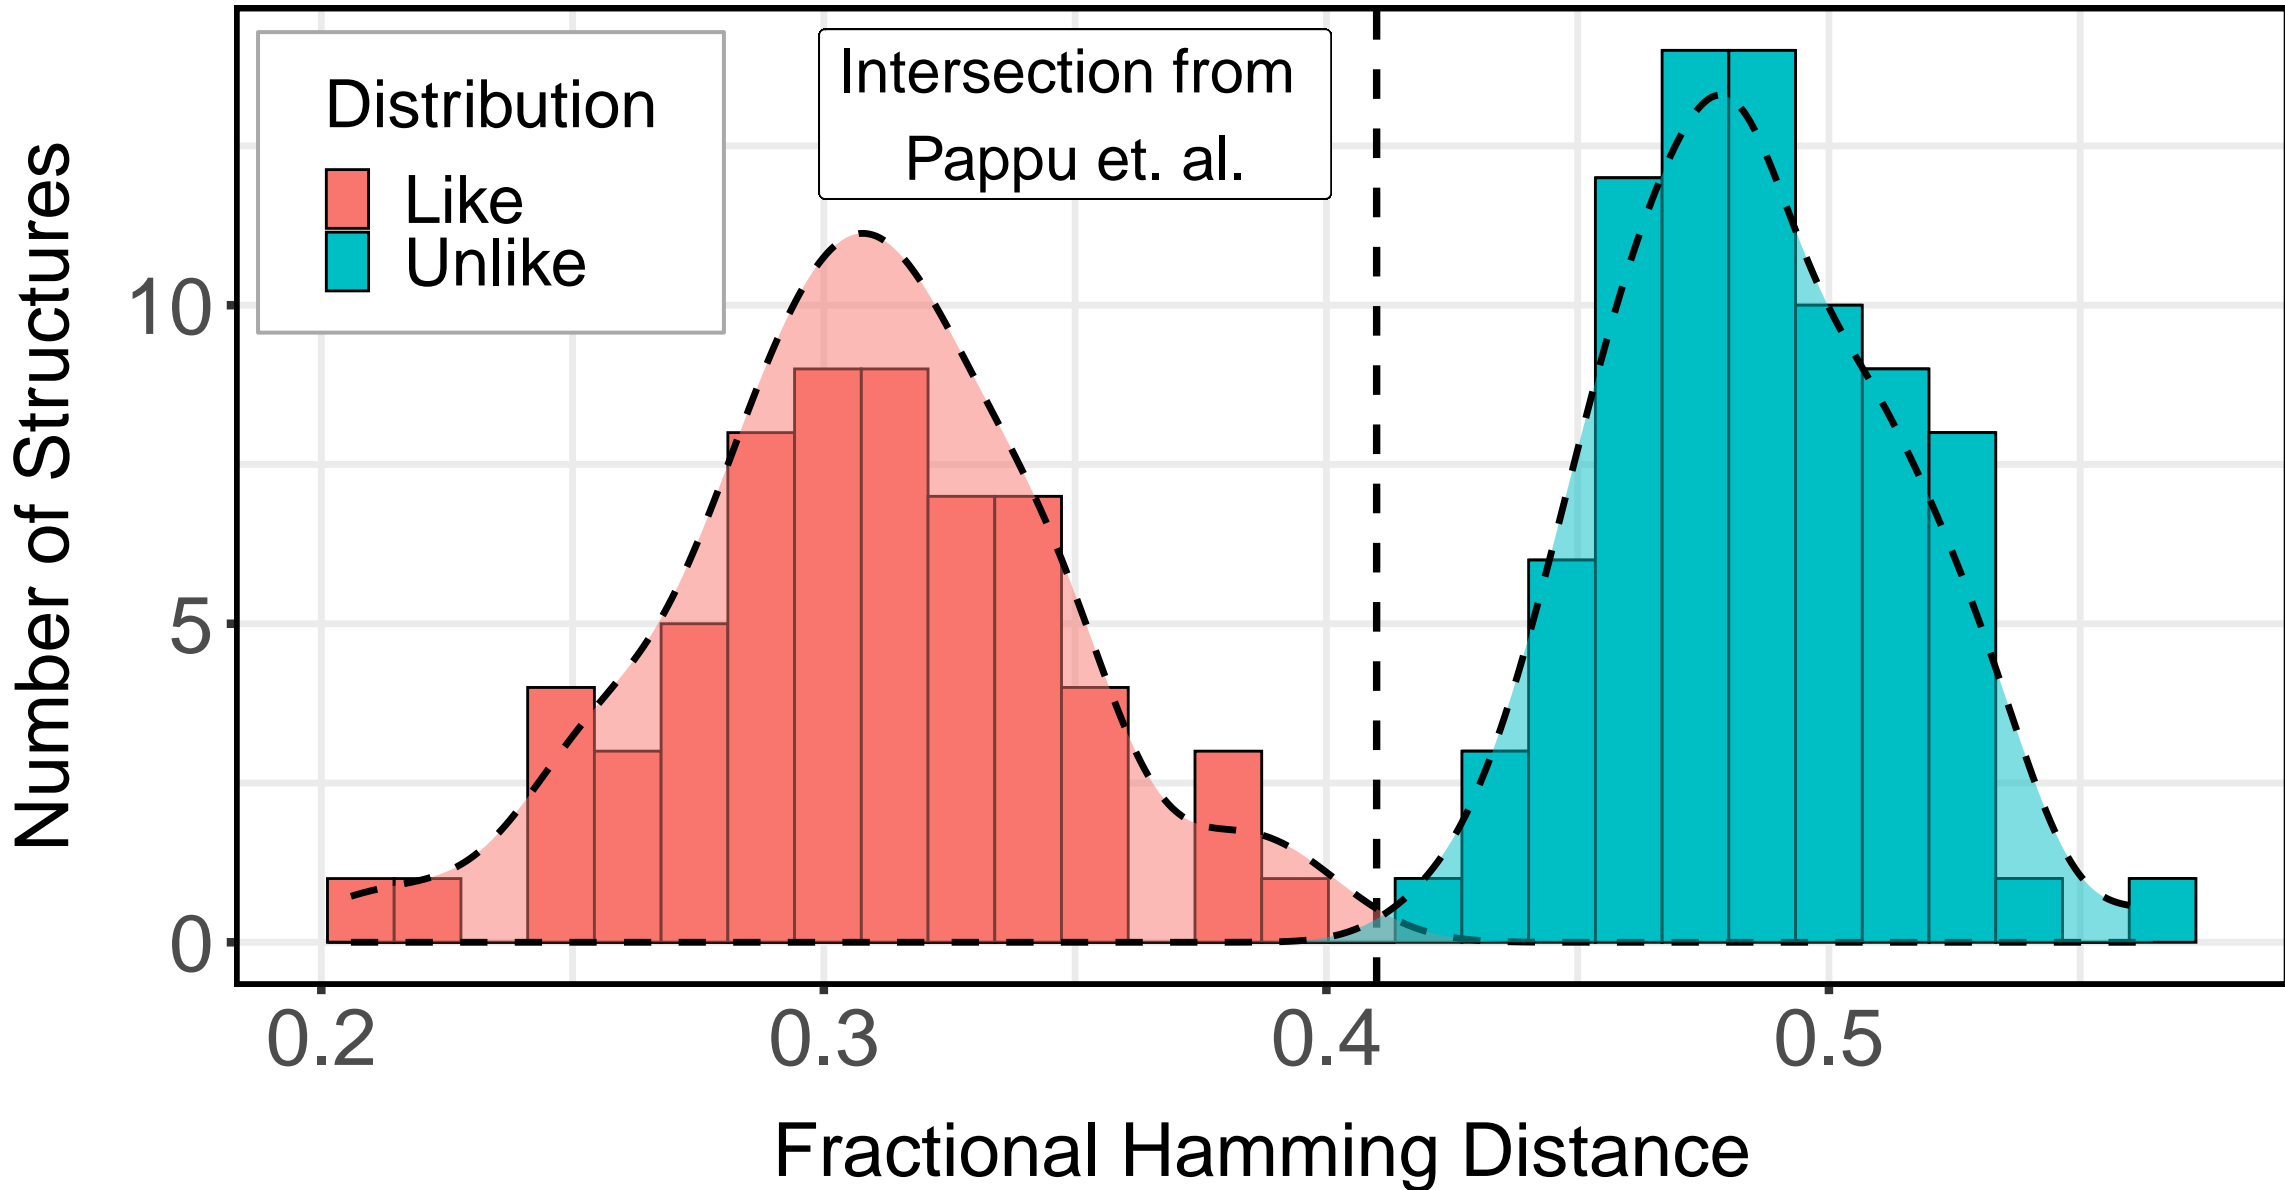 Number of Structures
10
5
0
Distribution
Like
Unlike
Intersection from
Pappu et. al.
0.2
0.3
0.4
0.5
Fractional Hamming Distance